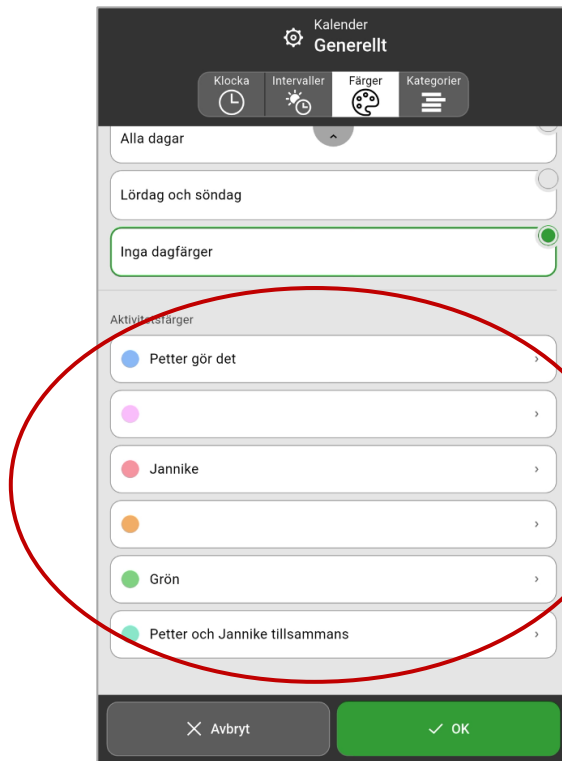 Kalender
Generellt
Klocka
Intervaller
Färger
Kategorier
Alla dagar
Lördag och söndag
Inga dagfärger
Aktivitetsfärger
Petter gör det
Jannike
Grön
Petter och Jannike tillsammans
Avbryt
OK